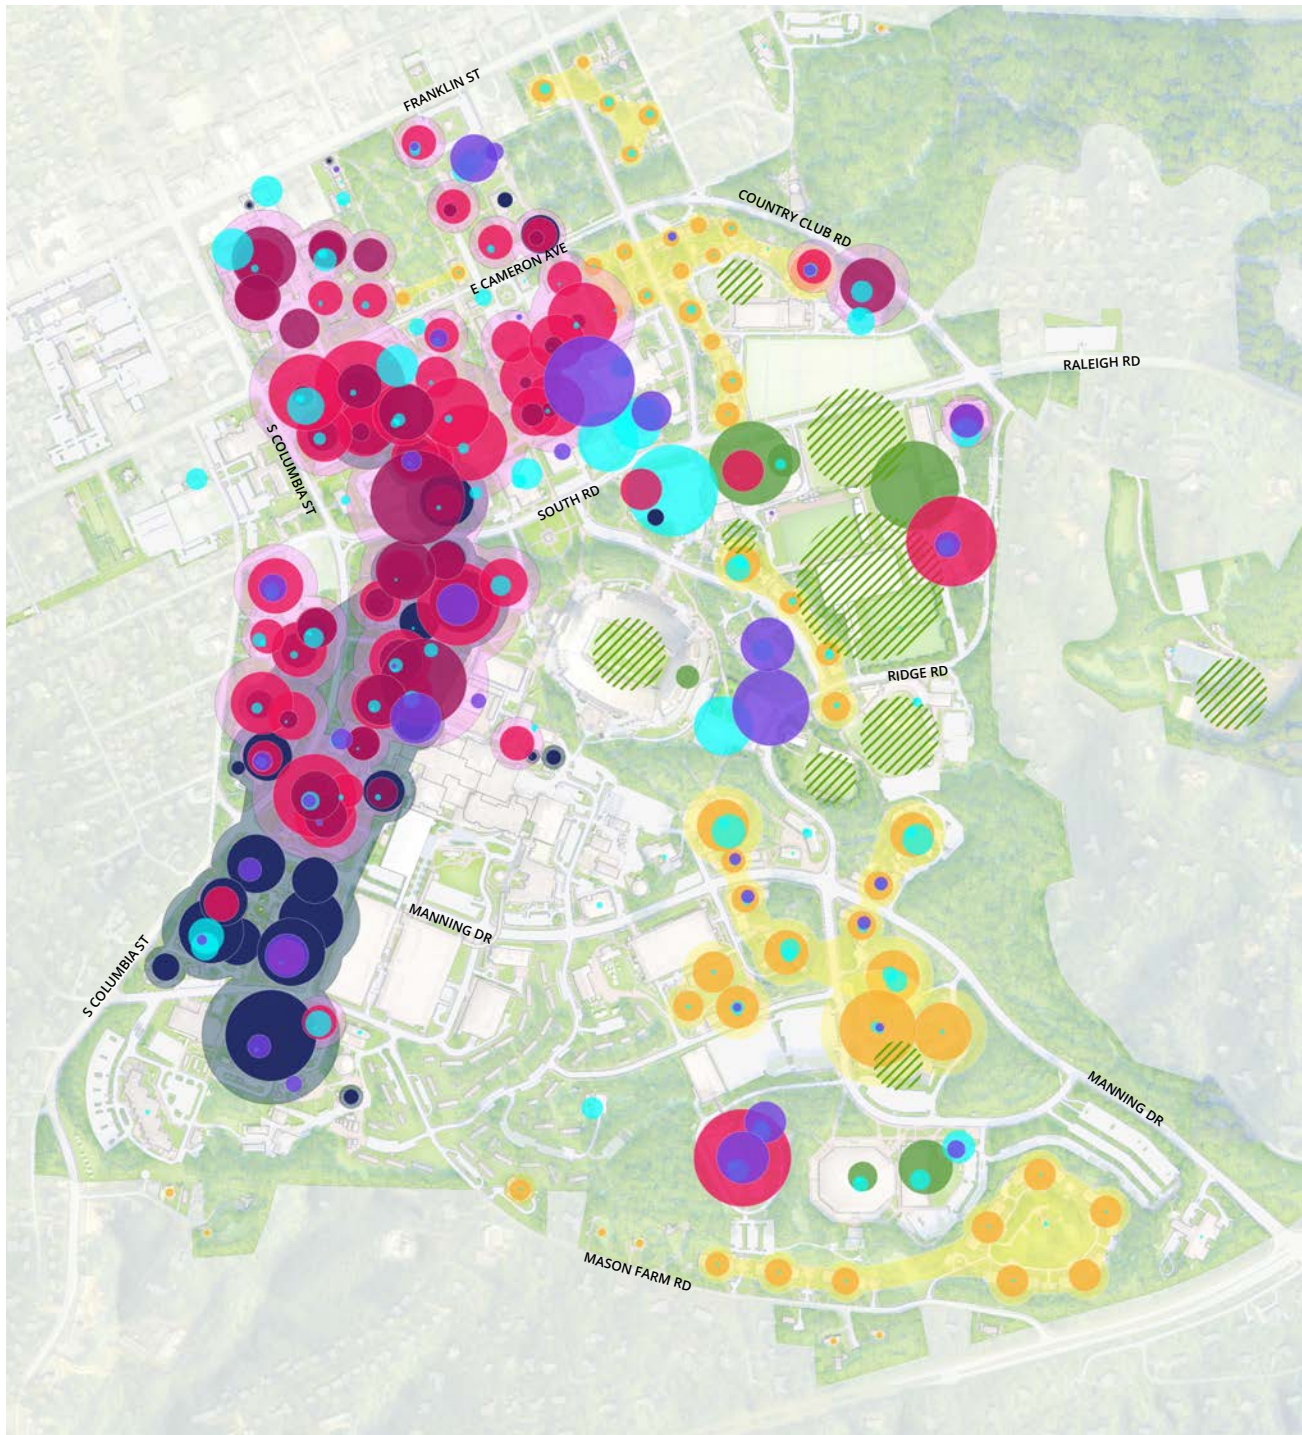 FRANKLIN ST
COUNTRY CLUB RD
E CAMERON AVE
RALEIGH RD
S COLUMBIA ST
SOUTH RD
RIDGE RD
MANNING DR
S COLUMBIA ST
MANNING DR
MASON FARM RD